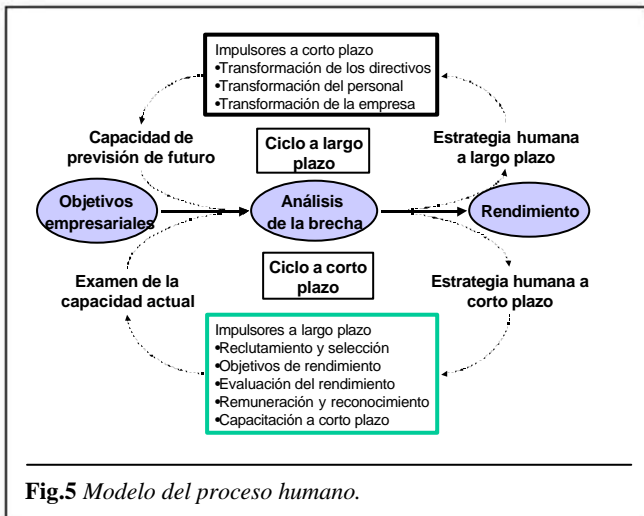 Impulsores a corto plazo
•Transformación de los directivos
•Transformación del personal
•Transformación de la empresa
Capacidad de
previsión de futuro
Ciclo a largo
plazo
Estrategia humana
a largo plazo
Objetivos
empresariales
Análisis
de la brecha
Rendimiento
Examen de la
capacidad actual
Ciclo a corto
plazo
Estrategia humana a
corto plazo
Impulsores a largo plazo
•Reclutamiento y selección
•Objetivos de rendimiento
•Evaluación del rendimiento
•Remuneración y reconocimiento
•Capacitación a corto plazo
Fig.5 Modelo del proceso humano.